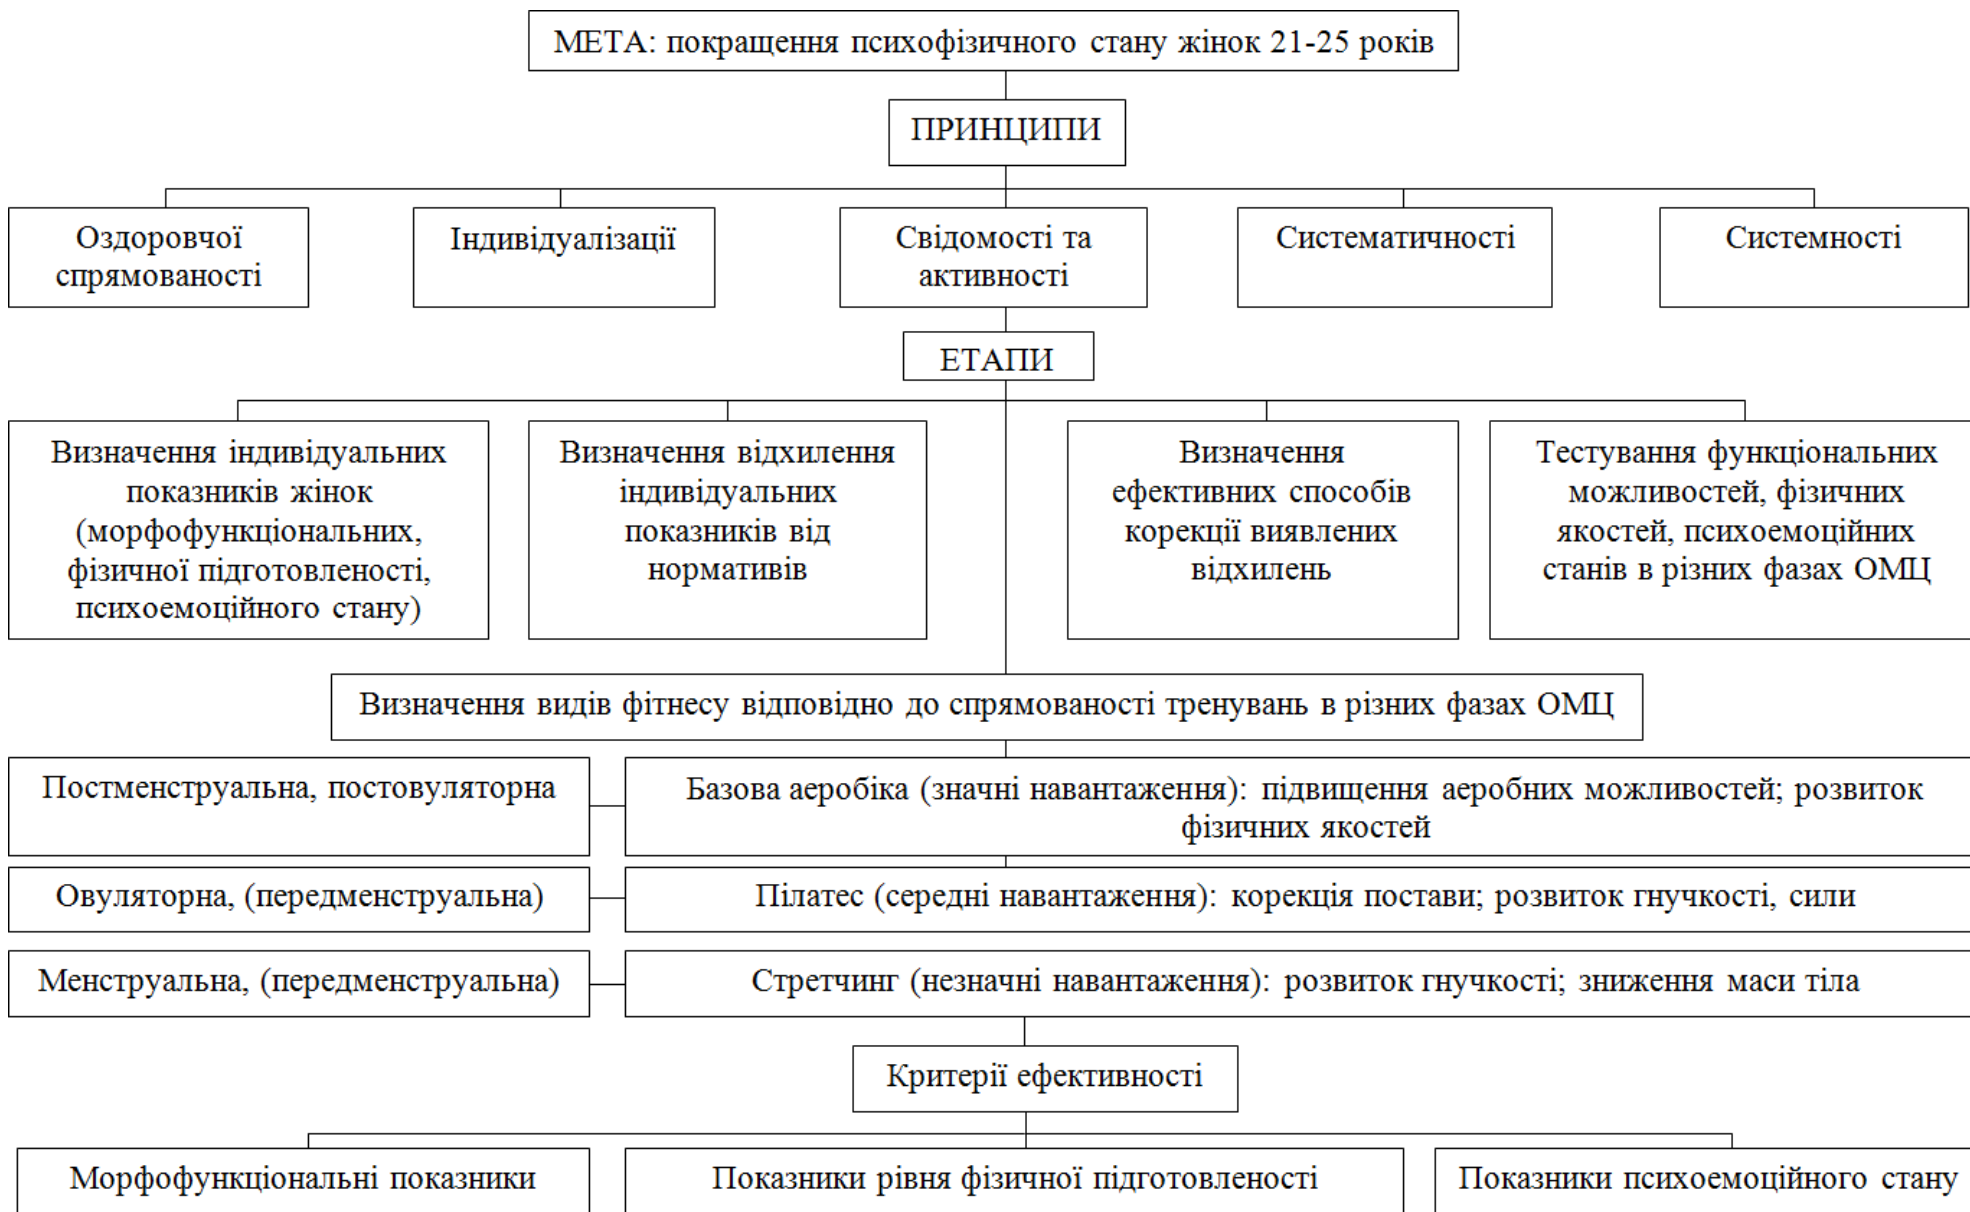 МЕТА: покращення психофізичного стану жінок 21-25 років
ПРИНЦИПИ
Оздоровчої
спрямованості
Індивідуалізації
Свідомості та
активності
Систематичності
Системності
ЕТАПИ
Визначення індивідуальних
показників жінок
(морфофункціональних,
фізичної підготовленості,
психоемоційного стану)
Визначення відхилення
індивідуальних
показників від
нормативів
Визначення
ефективних способів
корекції виявлених
відхилень
Тестування функціональних
можливостей, фізичних
якостей, психоемоційних
станів в різних фазах ОМЦ
Визначення видів фітнесу відповідно до спрямованості тренувань в різних фазах ОМЦ
Постменструальна, постовуляторна
Базова аеробіка (значні навантаження): підвищення аеробних можливостей; розвиток
фізичних якостей
Овуляторна, (передменструальна)
Пілатес (середні навантаження): корекція постави; розвиток гнучкості, сили
Менструальна, (передменструальна)
Стретчинг (незначні навантаження): розвиток гнучкості; зниження маси тіла
Критерії ефективності
Морфофункціональні показники
Показники рівня фізичної підготовленості
Показники психоемоційного стану